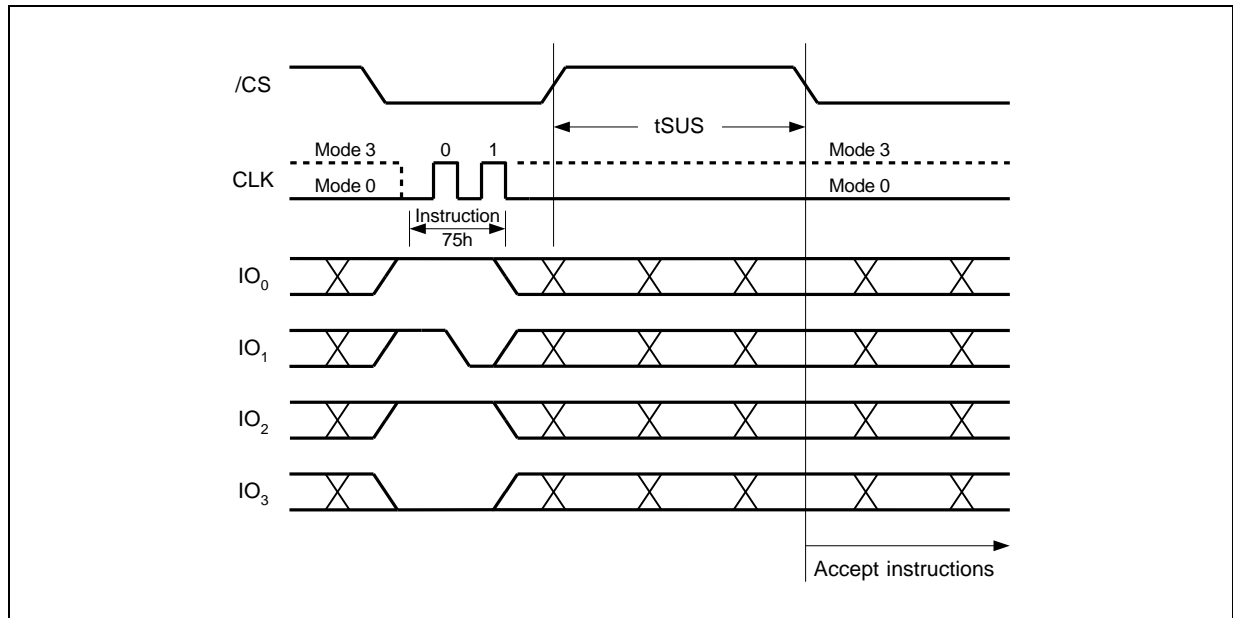 /CS
tSUS
Mode 3 0 1 Mode 3
CLK
Mode 0 Mode 0
Instruction
75h
IO0
IO1
IO2
IO3
Accept instructions